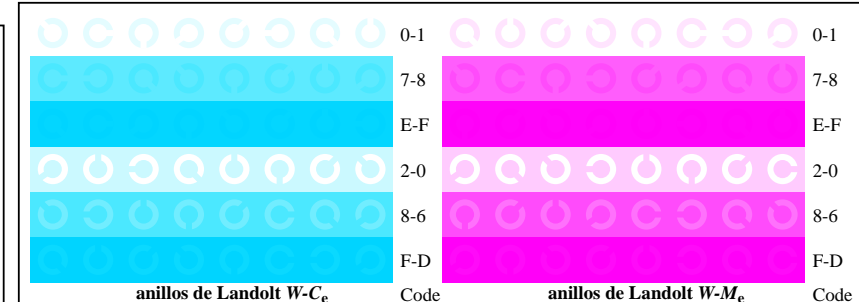 0-1 0-1
7-8 7-8
E-F E-F
2-0 2-0
8-6 8-6
F-D F-D
anillos de Landolt W-Ce Code anillos de Landolt W-Me Code